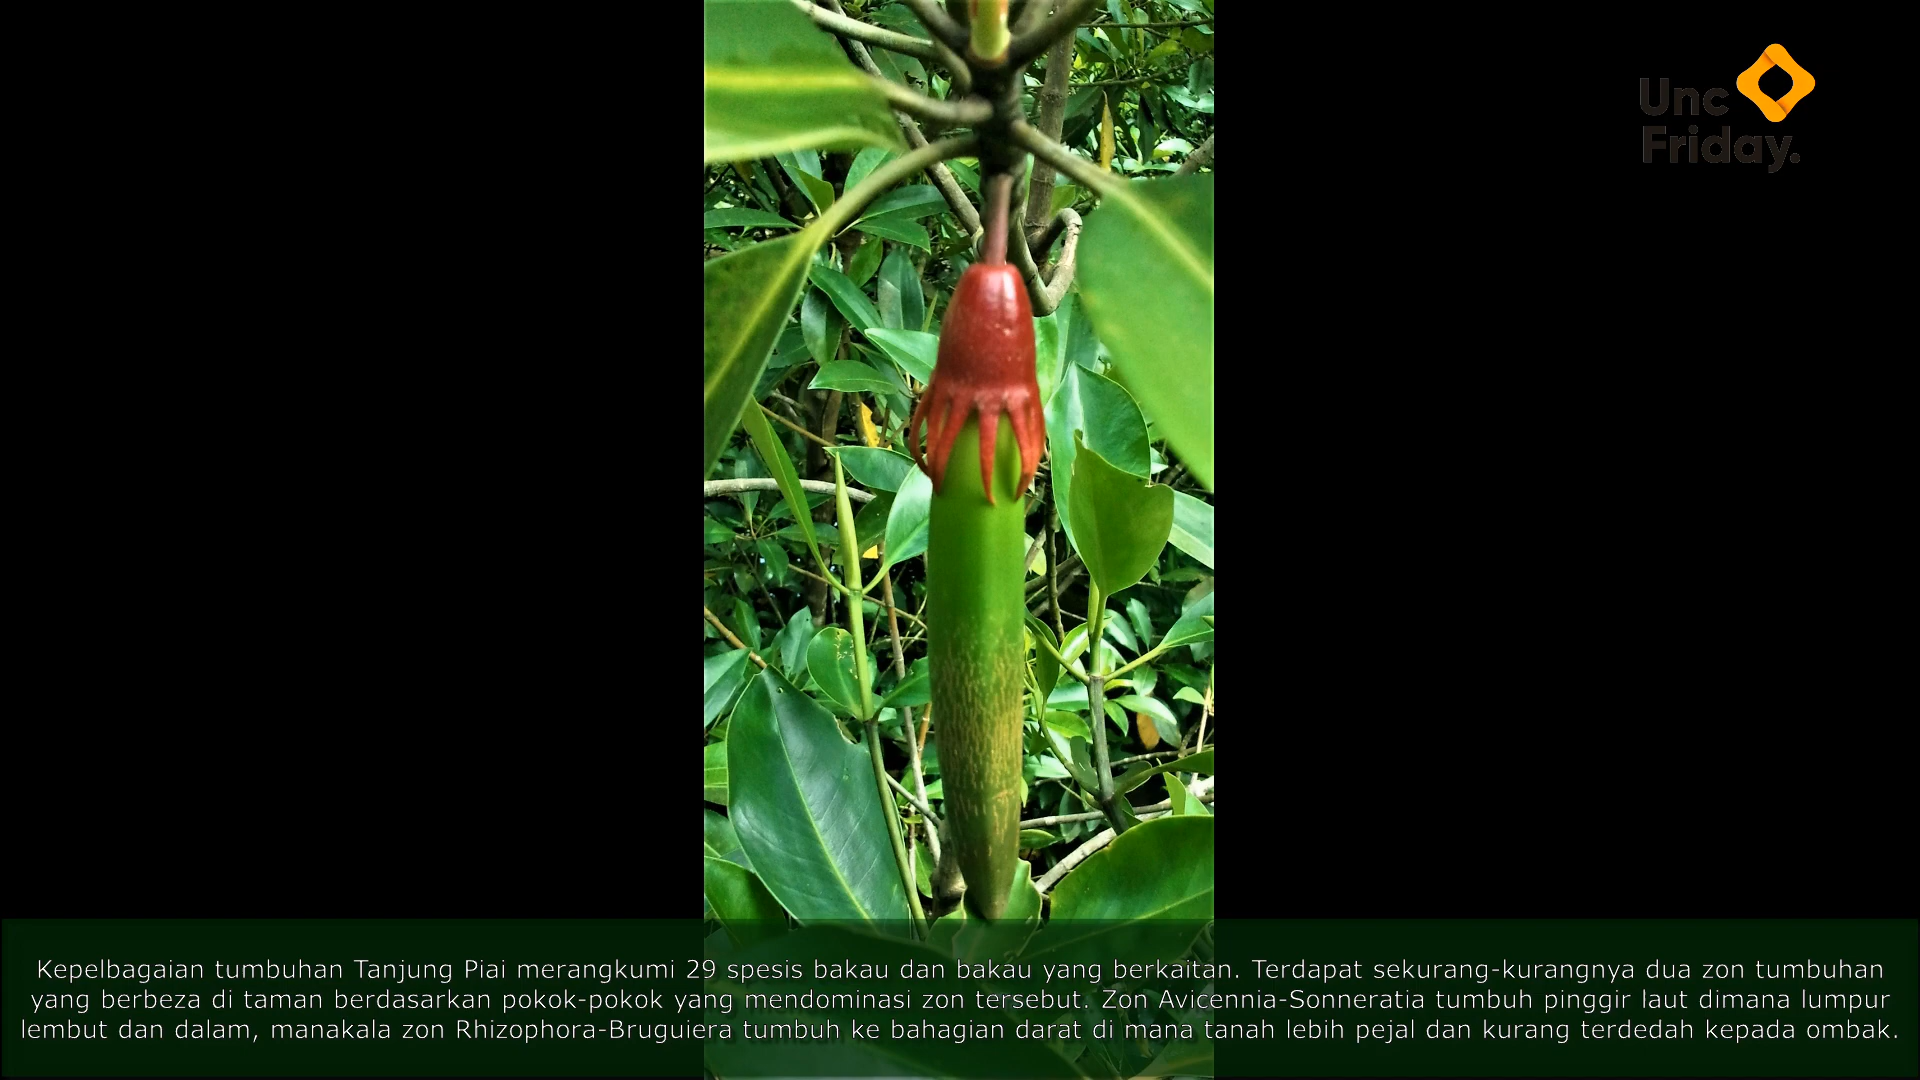 Unc
Friday.
Kepelbagaian tumbuhan Tanjung Piai merangkumi 29 spesis bakau dan bakau yang berkaitan. Terdapat sekurang-kurangnya dua zon tumbuhan
yang berbeza di taman berdasarkan pokok-pokok yang mendominasi zon tersebut. Zon Avicennia-Sonneratia tumbuh pinggir laut dimana lumpur
lembut dan dalam, manakala zon Rhizophora-Bruguiera tumbuh ke bahagian darat di mana tanah lebih pejal dan kurang terdedah kepada ombak.